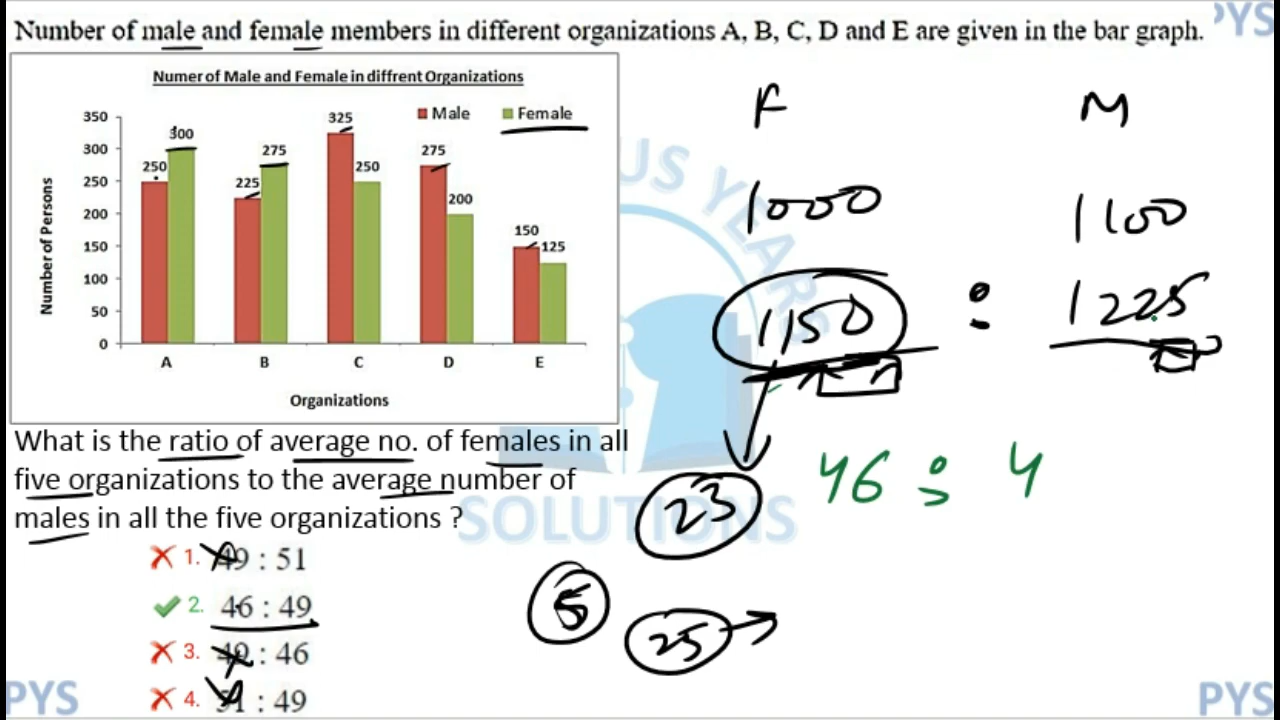 Number of male and female members in different organizations A, B, C, D and E are given in the bar graph.
PYS
Numer of Male and Female in diffrent Organizations
Male Female
350
300
250
200
150
100
50
0
Number of Persons
250 300
225 275
325 250
275 200
150 125
A B C D E
Organizations
F M
1000 1100
1150 : 1225
23
46 : 4
5
25
US YEARS
SOLUTIONS
What is the ratio of average no. of females in all
five organizations to the average number of
males in all the five organizations ?
1. 49 : 51
2. 46 : 49
3. 49 : 46
4. 51 : 49
PYS
PYS